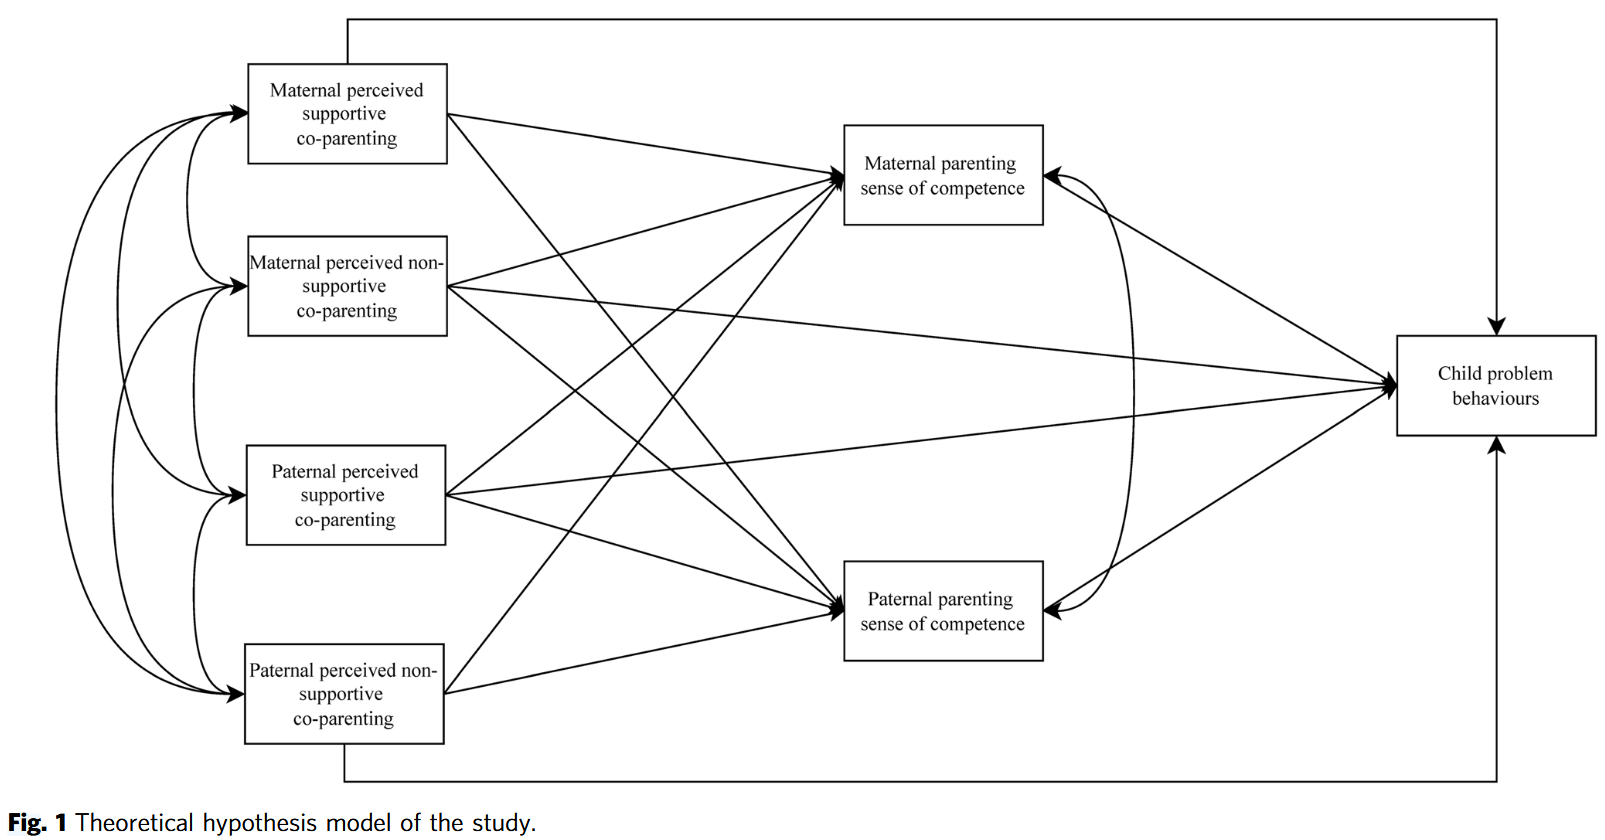 Maternal perceived
supportive
co-parenting
Maternal perceived non-
supportive
co-parenting
Paternal perceived
supportive
co-parenting
Paternal perceived non-
supportive
co-parenting
Maternal parenting
sense of competence
Paternal parenting
sense of competence
Child problem
behaviours
Fig. 1 Theoretical hypothesis model of the study.